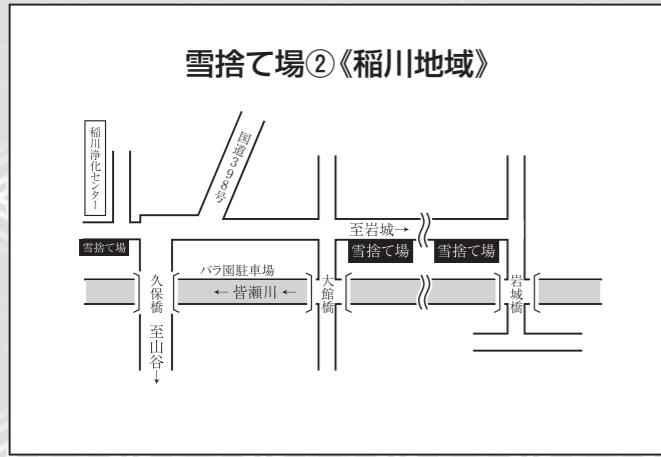 雪捨て場②《稲川地域》
稲川浄化センター
国道398号
至岩城→
雪捨て場
雪捨て場
雪捨て場
バラ園駐車場
久保橋
←皆瀬川←
大館橋
岩城橋
至山谷→